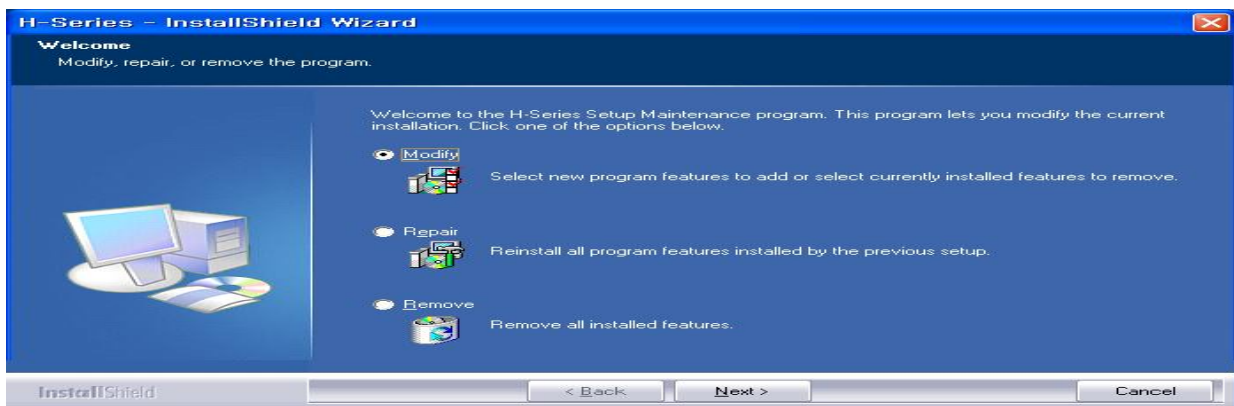 H-Series - InstallShield Wizard
Welcome
Modify, repair, or remove the program.
Welcome to the H-Series Setup Maintenance program. This program lets you modify the current
installation. Click one of the options below.
Modify
Select new program features to add or select currently installed features to remove.
Repair
Reinstall all program features installed by the previous setup.
Remove
Remove all installed features.
InstallShield
< Back
Next >
Cancel